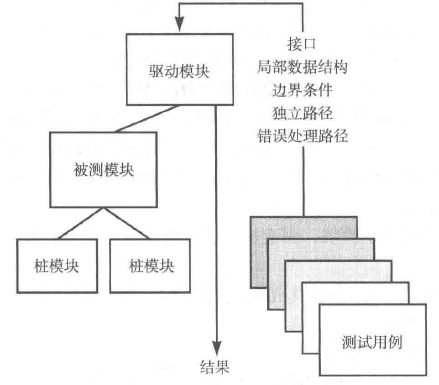 驱动模块
接口
局部数据结构
边界条件
独立路径
错误处理路径
被测模块
桩模块
桩模块
测试用例
结果